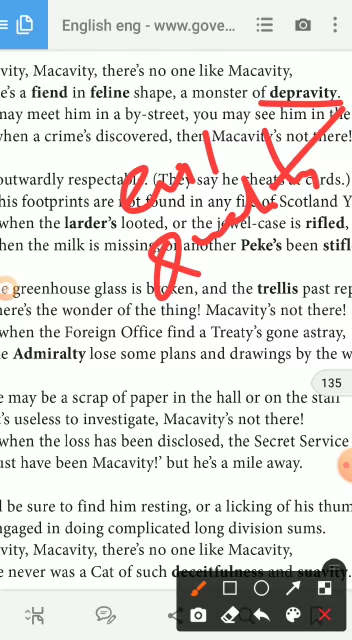 English eng - www.gove...
vity, Macavity, there's no one like Macavity,
e's a fiend in feline shape, a monster of depravity.
may meet him in a by-street, you may see him in the
when a crime's discovered, then Macavity's not there!
outwardly respectable. (They say he cheats at cards.)
his footprints are not found in any file of Scotland Y
when the larder's looted, or the jewel-case is rifled,
hen the milk is missing, or another Peke's been stifl
e greenhouse glass is broken, and the trellis past rep
here's the wonder of the thing! Macavity's not there!
when the Foreign Office find a Treaty's gone astray,
e Admiralty lose some plans and drawings by the w
e may be a scrap of paper in the hall or on the stair
t's useless to investigate, Macavity's not there!
when the loss has been disclosed, the Secret Service
ust have been Macavity!' but he's a mile away.
l be sure to find him resting, or a licking of his thum
ngaged in doing complicated long division sums.
vity, Macavity, there's no one like Macavity,
e never was a Cat of such deceitfulness and suavity.
135
Evil
quality